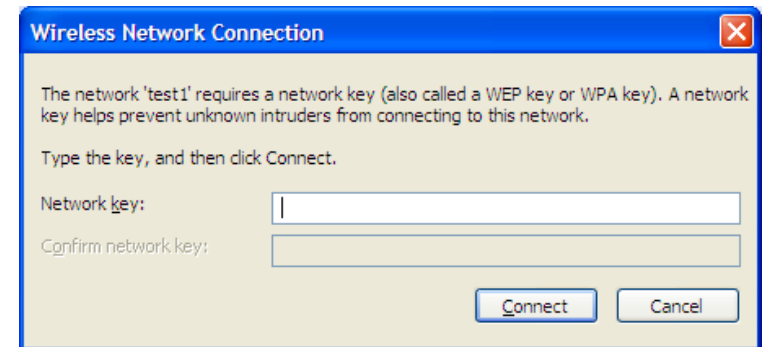 Wireless Network Connection
The network 'test1' requires a network key (also called a WEP key or WPA key). A network
key helps prevent unknown intruders from connecting to this network.
Type the key, and then click Connect.
Network key:
Confirm network key:
Connect Cancel